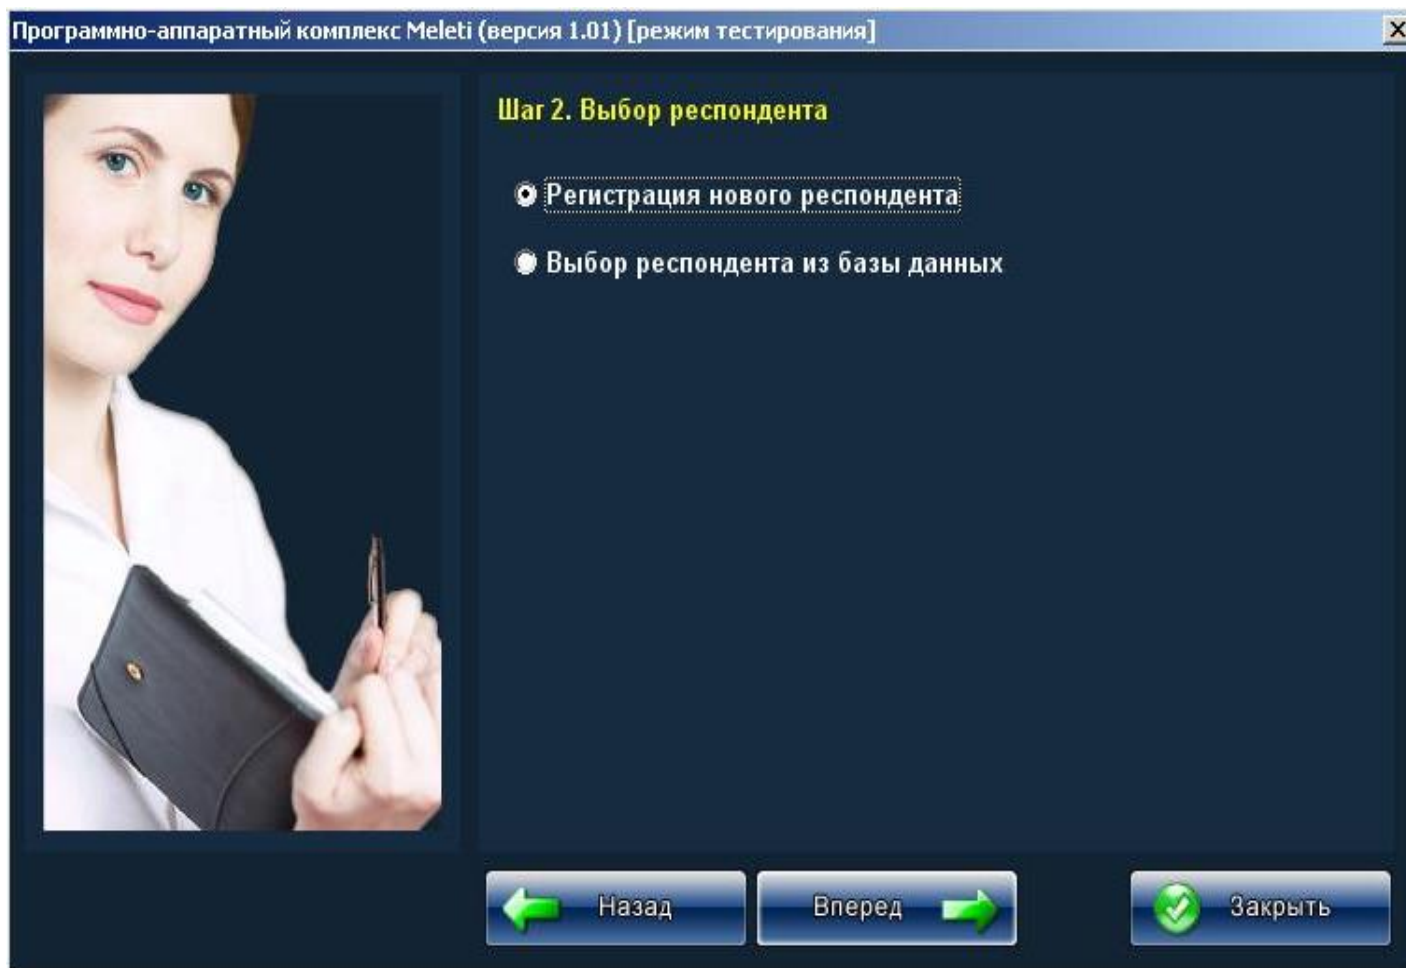 Программно-аппаратный комплекс Meleti (версия 1.01) [режим тестирования]
Шаг 2. Выбор респондента
Регистрация нового респондента
Выбор респондента из базы данных
Назад
Вперед
Закрыть